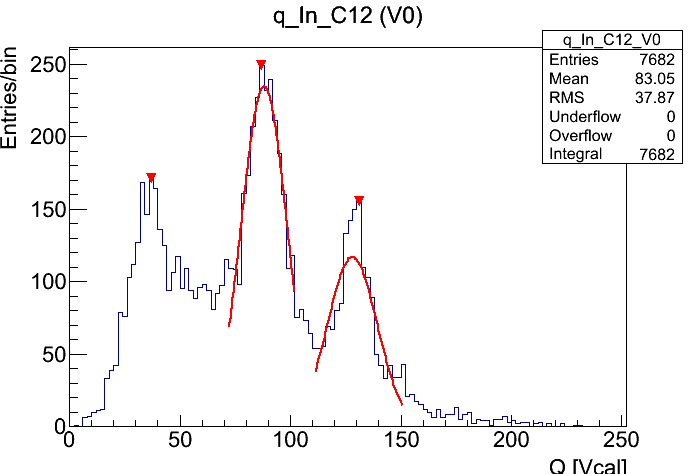 q_In_C12 (V0)
q_In_C12_V0
Entries 7682
Mean 83.05
RMS 37.87
Underflow 0
Overflow 0
Integral 7682
Entries/bin
250
200
150
100
50
0
0 50 100 150 200 250
Q [Vcal]